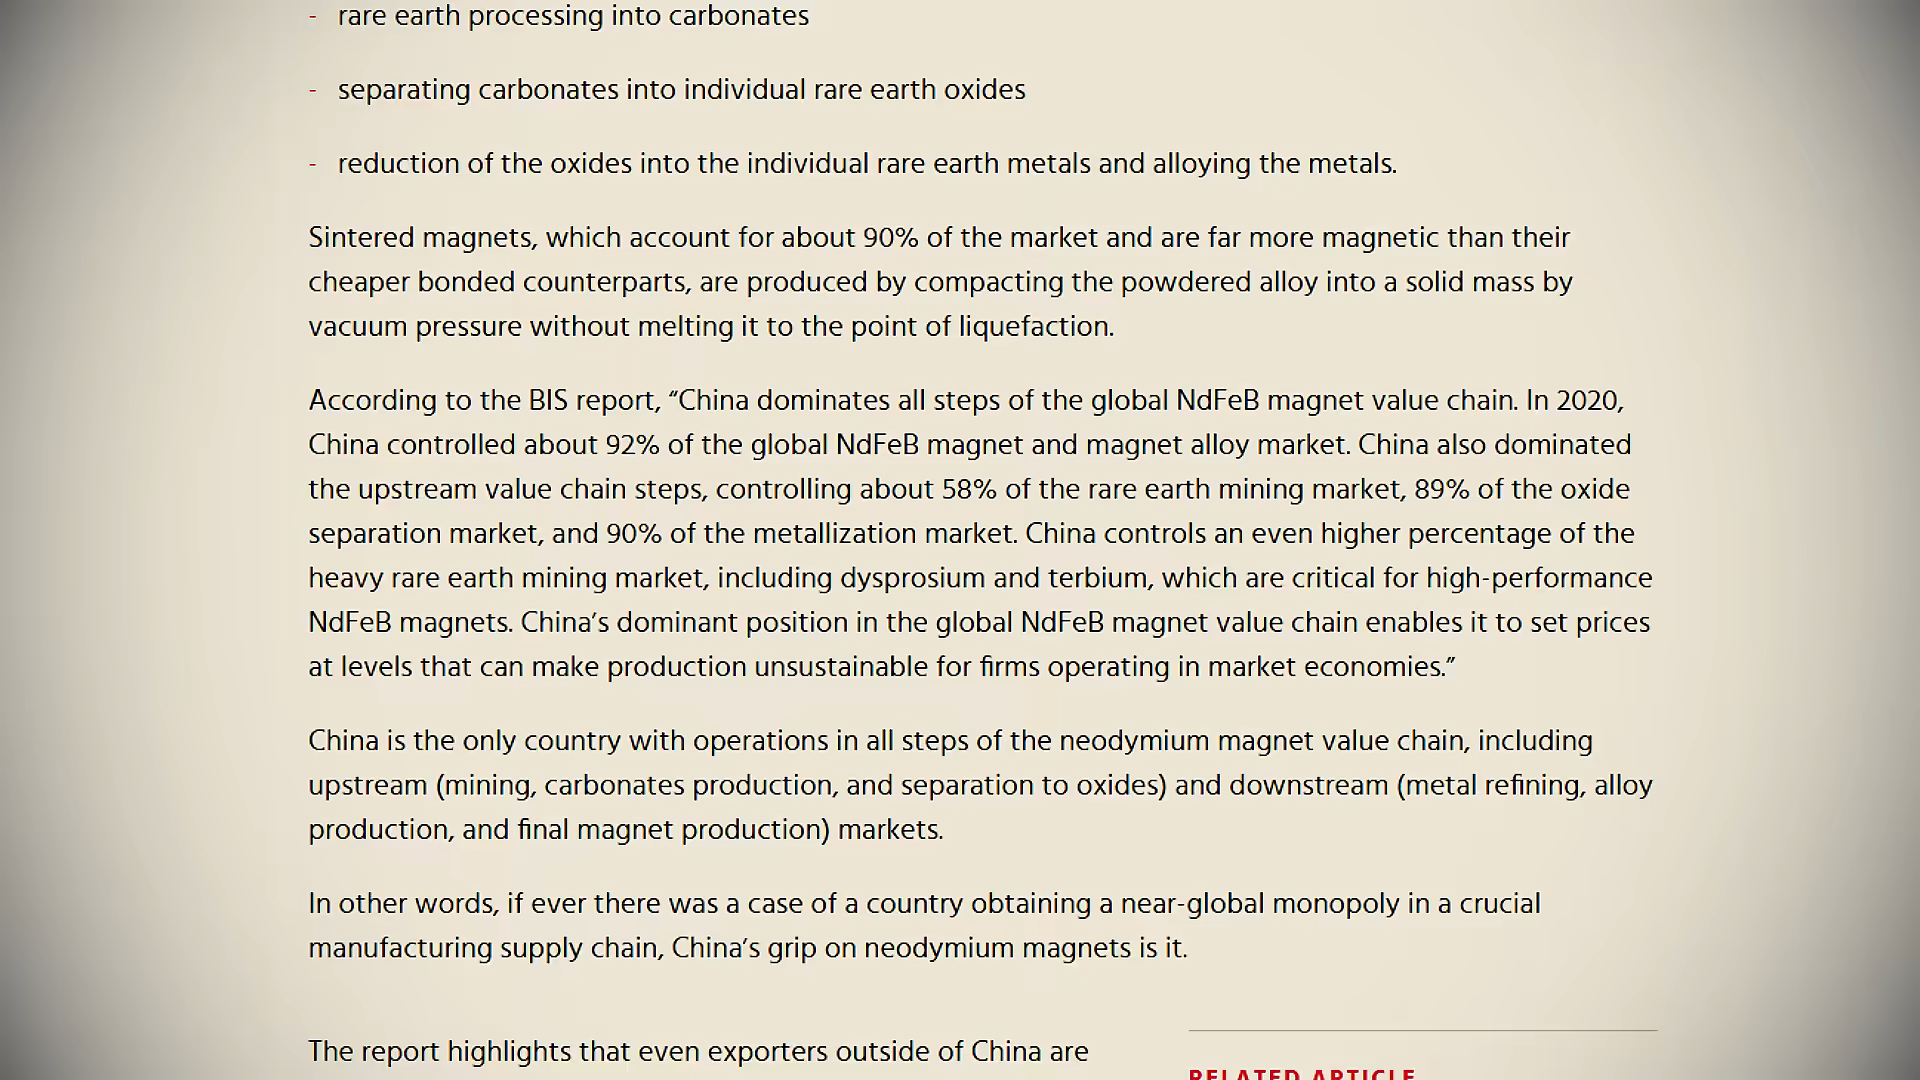 - rare earth processing into carbonates
- separating carbonates into individual rare earth oxides
- reduction of the oxides into the individual rare earth metals and alloying the metals.
Sintered magnets, which account for about 90% of the market and are far more magnetic than their
cheaper bonded counterparts, are produced by compacting the powdered alloy into a solid mass by
vacuum pressure without melting it to the point of liquefaction.
According to the BIS report, “China dominates all steps of the global NdFeB magnet value chain. In 2020,
China controlled about 92% of the global NdFeB magnet and magnet alloy market. China also dominated
the upstream value chain steps, controlling about 58% of the rare earth mining market, 89% of the oxide
separation market, and 90% of the metallization market. China controls an even higher percentage of the
heavy rare earth mining market, including dysprosium and terbium, which are critical for high-performance
NdFeB magnets. China’s dominant position in the global NdFeB magnet value chain enables it to set prices
at levels that can make production unsustainable for firms operating in market economies.”
China is the only country with operations in all steps of the neodymium magnet value chain, including
upstream (mining, carbonates production, and separation to oxides) and downstream (metal refining, alloy
production, and final magnet production) markets.
In other words, if ever there was a case of a country obtaining a near-global monopoly in a crucial
manufacturing supply chain, China’s grip on neodymium magnets is it.
The report highlights that even exporters outside of China are
RELATED ARTICLE